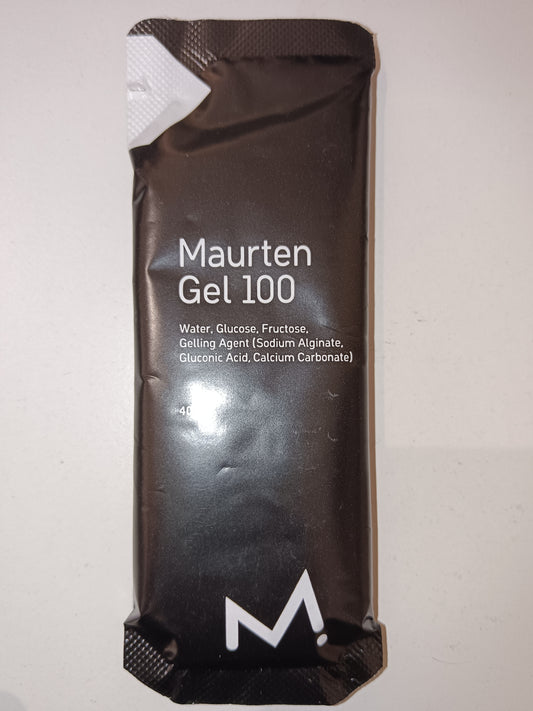 Maurten
Gel 100
Water, Glucose, Fructose,
Gelling Agent (Sodium Alginate,
Gluconic Acid, Calcium Carbonate)
M.